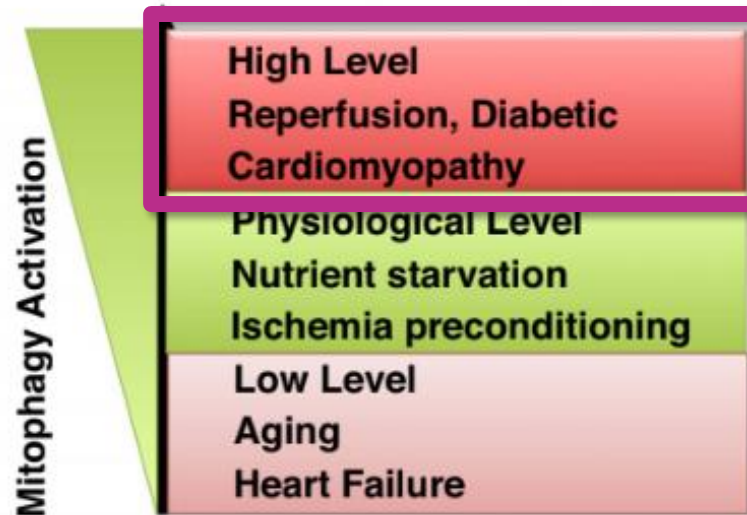 Mitophagy Activation
High Level
Reperfusion, Diabetic
Cardiomyopathy
Physiological Level
Nutrient starvation
Ischemia preconditioning
Low Level
Aging
Heart Failure